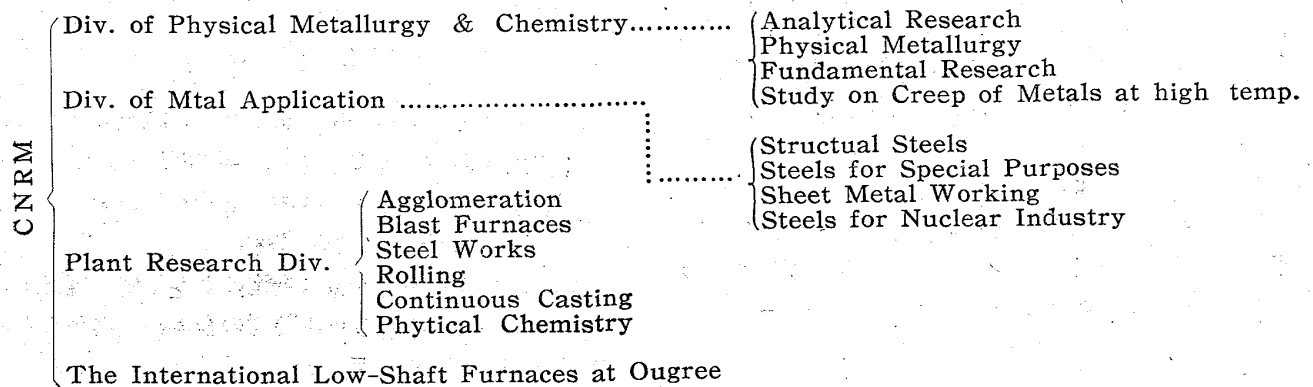 CNRM
Div. of Physical Metallurgy & Chemistry............
Analytical Research
Physical Metallurgy
Fundamental Research
Study on Creep of Metals at high temp.
Div. of Mtal Application ..............................
Structual Steels
Steels for Special Purposes
Sheet Metal Working
Steels for Nuclear Industry
Plant Research Div.
Agglomeration
Blast Furnaces
Steel Works
Rolling
Continuous Casting
Phytical Chemistry
The International Low-Shaft Furnaces at Ougree